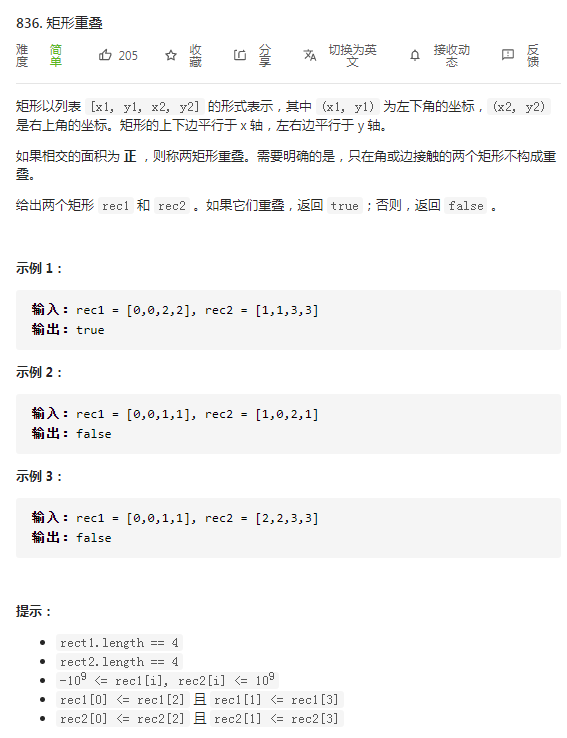 836. 矩形重叠
难度 简单 205 收藏 分享 切换为英文 接收动态 反馈
矩形以列表 [x1, y1, x2, y2] 的形式表示，其中 (x1, y1) 为左下角的坐标，(x2, y2)
是右上角的坐标。矩形的上下边平行于 x 轴，左右边平行于 y 轴。
如果相交的面积为 正 ，则称两矩形重叠。需要明确的是，只在角或边接触的两个矩形不构成重
叠。
给出两个矩形 rec1 和 rec2 。如果它们重叠，返回 true；否则，返回 false 。
示例 1：
输入：rec1 = [0,0,2,2], rec2 = [1,1,3,3]
输出：true
示例 2：
输入：rec1 = [0,0,1,1], rec2 = [1,0,2,1]
输出：false
示例 3：
输入：rec1 = [0,0,1,1], rec2 = [2,2,3,3]
输出：false
提示：
rect1.length == 4
rect2.length == 4
-10⁹ <= rec1[i], rec2[i] <= 10⁹
rec1[0] <= rec1[2] 且 rec1[1] <= rec1[3]
rec2[0] <= rec2[2] 且 rec2[1] <= rec2[3]